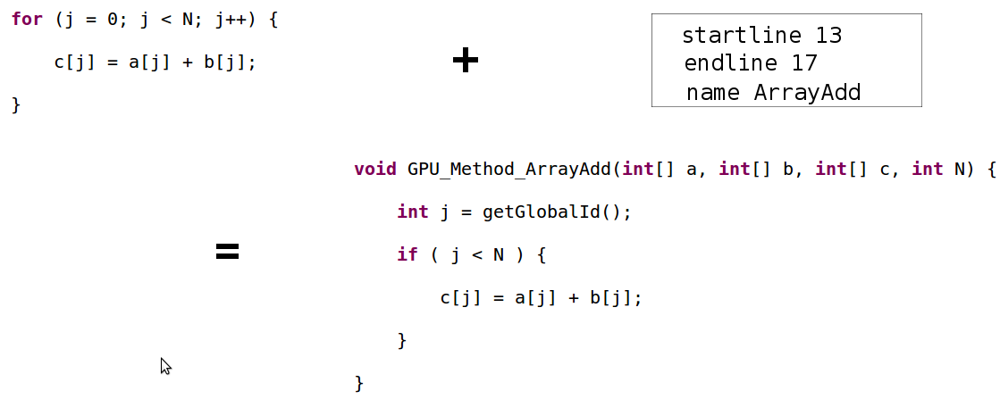 for (j = 0; j < N; j++) {
    c[j] = a[j] + b[j];
}
+
startline 13
endline 17
name ArrayAdd
=
void GPU_Method_ArrayAdd(int[] a, int[] b, int[] c, int N) {
    int j = getGlobalId();
    if ( j < N ) {
        c[j] = a[j] + b[j];
    }
}